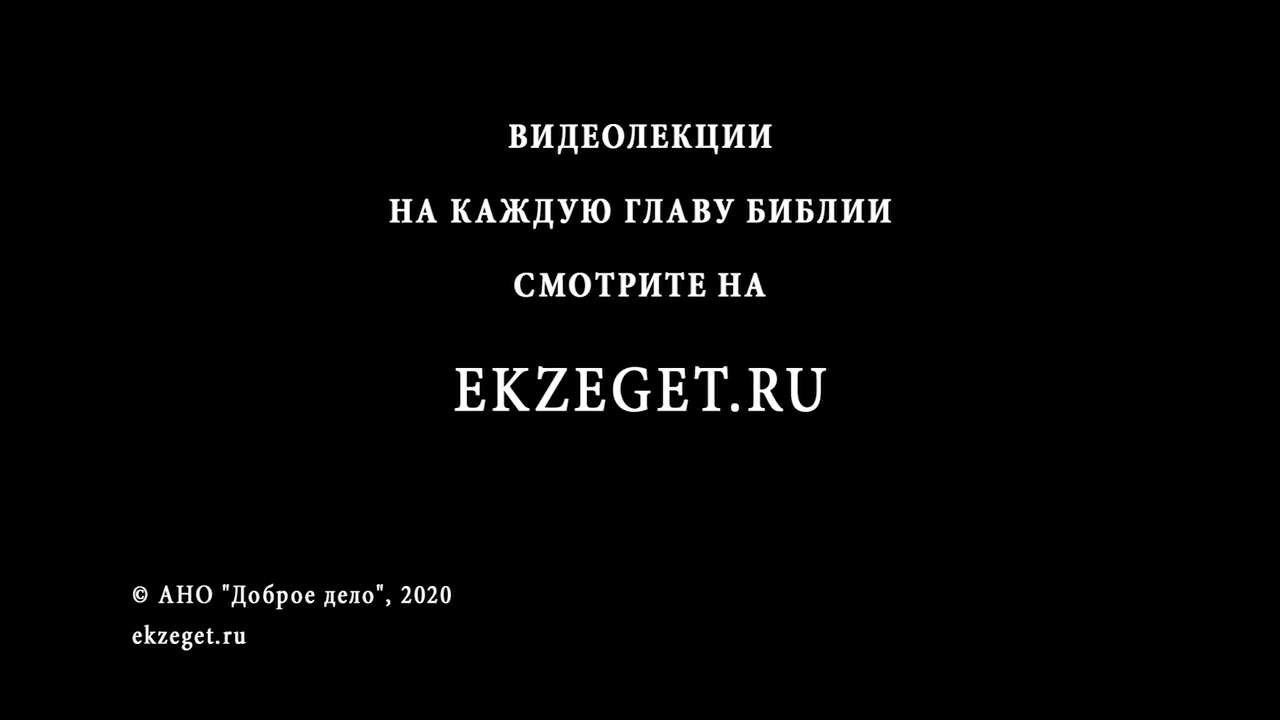 ВИДЕОЛЕКЦИИ
НА КАЖДУЮ ГЛАВУ БИБЛИИ
СМОТРИТЕ НА
EKZEGET.RU
© АНО "Доброе дело", 2020
ekzeget.ru